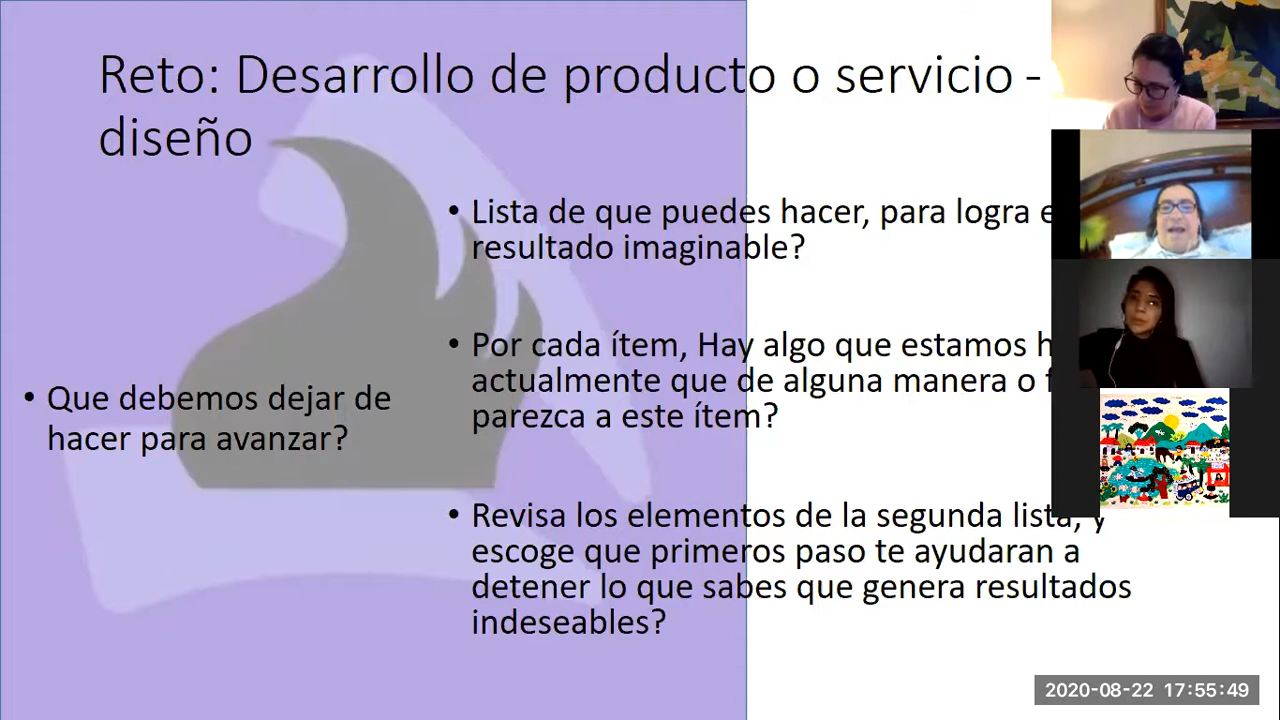 Reto: Desarrollo de producto o servicio -
diseño
• Que debemos dejar de
hacer para avanzar?
• Lista de que puedes hacer, para logra
resultado imaginable?
• Por cada ítem, Hay algo que estamos
actualmente que de alguna manera o
parezca a este ítem?
• Revisa los elementos de la segunda lista, y
escoge que primeros paso te ayudaran a
detener lo que sabes que genera resultados
indeseables?
2020-08-22 17:55:49